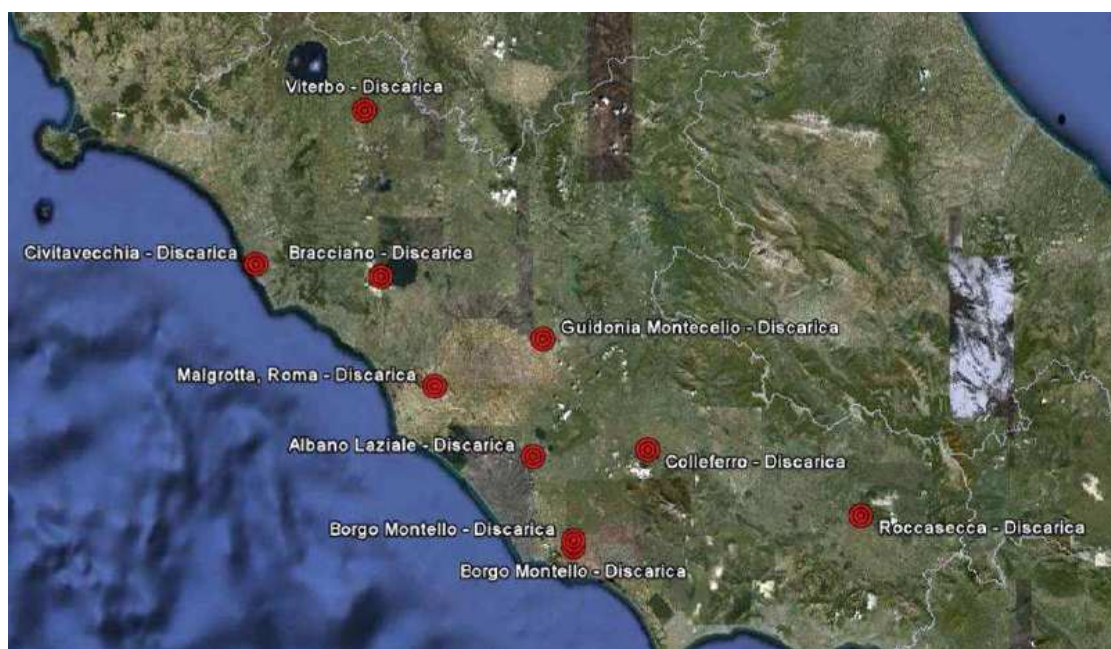 Viterbo - Discarica
Civitavecchia - Discarica
Bracciano - Discarica
Guidonia Montecelio - Discarica
Malgrotta, Roma - Discarica
Albano Laziale - Discarica
Colleferro - Discarica
Borgo Montello - Discarica
Roccasecca - Discarica
Borgo Montello - Discarica